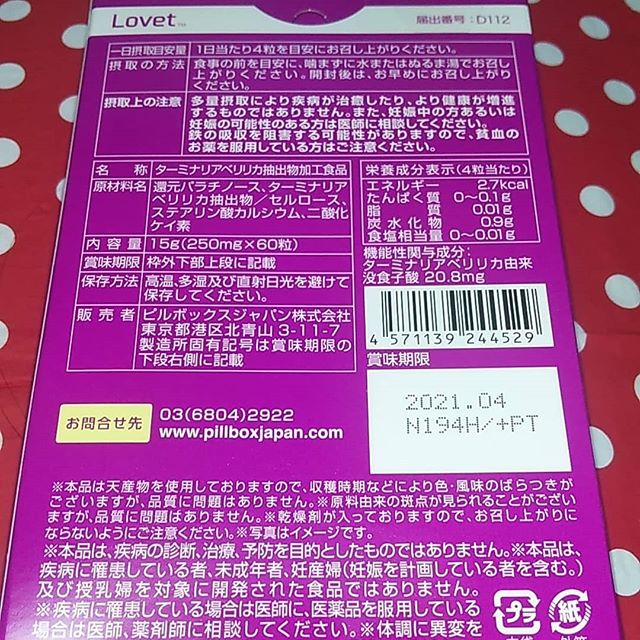 Lovet™
届出番号：D112
一日摂取目安量
1日当たり4粒を目安にお召し上がりください。
摂取の方法
食事の前を目安に、噛まずに水またはぬるま湯でお召
し上がりください。開封後は、お早めにお召し上がり
ください。
摂取上の注意
多量摂取により疾病が治癒したり、より健康が増進
するものではありません。また、妊娠中の方あるいは
妊娠の可能性のある方は医師に相談してください。
鉄の吸収を阻害する可能性がありますので、貧血の
お薬を服用している方はご注意ください。
名 称
ターミナリアベリリカ抽出物加工食品
原材料名
還元パラチノース、ターミナリア
ベリリカ抽出物／セルロース、
ステアリン酸カルシウム、二酸化
ケイ素
内 容 量
15g(250mg×60粒)
賞味期限
枠外下部上段に記載
保存方法
高温、多湿及び直射日光を避けて
保存してください。
販 売 者
ピルボックスジャパン株式会社
東京都港区北青山 3-11-7
製造所固有記号は賞味期限の
下段右側に記載
栄養成分表示(4粒当たり)
エネルギー 2.7kcal
たんぱく質 0～0.1g
脂 質 0.01g
炭水化物 0.9g
食塩相当量 0～0.01g
機能性関与成分：
ターミナリアベリリカ由来
没食子酸 20.8mg
4 571139 244529
賞味期限
2021.04
N194H/+PT
お問合せ先
03(6804)2922
www.pillboxjapan.com
※本品は天産物を使用しておりますので、収穫時期などにより色・風味のばらつきが
ございますが、品質に問題はありません。※原料由来の斑点が見られることがござい
ますが、品質に問題はありません。※乾燥剤が入っておりますので、お召し上がりに
ならないようにご注意ください。※写真はイメージです。
※本品は、疾病の診断、治療、予防を目的としたものではありません。※本品は、
疾病に罹患している者、未成年者、妊産婦(妊娠を計画している者を含む。)
及び授乳婦を対象に開発された食品ではありません。
※疾病に罹患している場合は医師に、医薬品を服用している
場合は医師、薬剤師に相談してください。※体調に異変を
プラ
紙